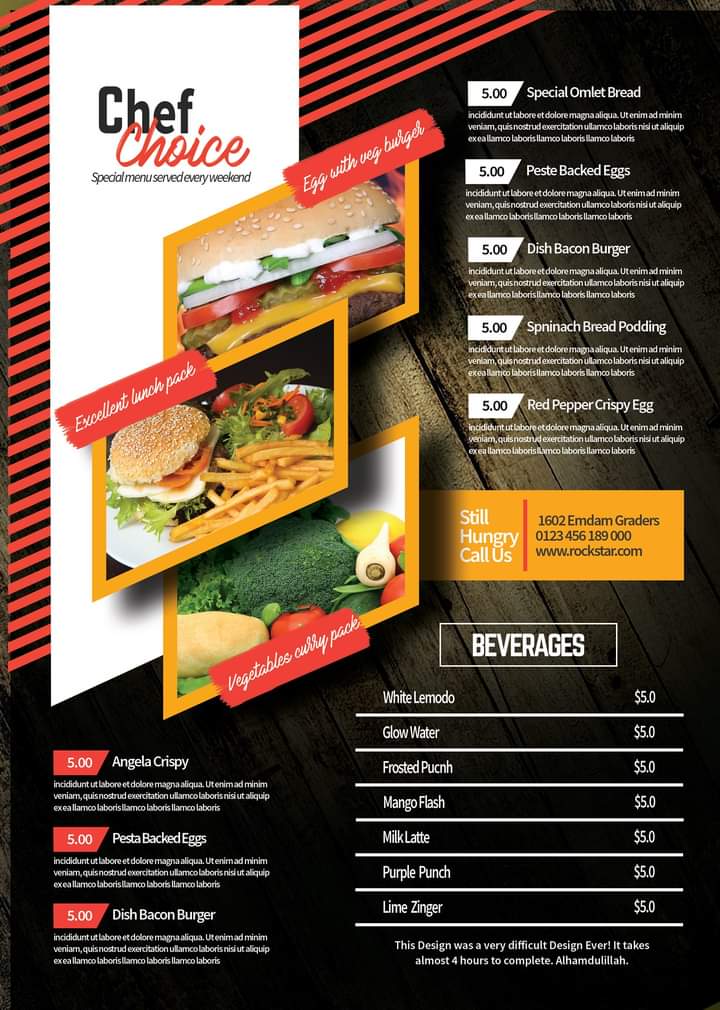 Chef
Choice
Special menu served every weekend
Egg with veg burger
Excellent lunch pack
Vegetables curry pack
5.00 Special Omlet Bread
incididunt ut labore et dolore magna aliqua. Ut enim ad minim
veniam, quis nostrud exercitation ullamco laboris nisi ut aliquip
ex ea llamco laboris llamco laboris llamco laboris
5.00 Peste Backed Eggs
incididunt ut labore et dolore magna aliqua. Ut enim ad minim
veniam, quis nostrud exercitation ullamco laboris nisi ut aliquip
ex ea llamco laboris llamco laboris llamco laboris
5.00 Dish Bacon Burger
incididunt ut labore et dolore magna aliqua. Ut enim ad minim
veniam, quis nostrud exercitation ullamco laboris nisi ut aliquip
ex ea llamco laboris llamco laboris llamco laboris
5.00 Spninach Bread Podding
incididunt ut labore et dolore magna aliqua. Ut enim ad minim
veniam, quis nostrud exercitation ullamco laboris nisi ut aliquip
ex ea llamco laboris llamco laboris llamco laboris
5.00 Red Pepper Crispy Egg
incididunt ut labore et dolore magna aliqua. Ut enim ad minim
veniam, quis nostrud exercitation ullamco laboris nisi ut aliquip
ex ea llamco laboris llamco laboris llamco laboris
Still
Hungry
Call Us
1602 Emdam Graders
0123 456 189 000
www.rockstar.com
5.00 Angela Crispy
incididunt ut labore et dolore magna aliqua. Ut enim ad minim
veniam, quis nostrud exercitation ullamco laboris nisi ut aliquip
ex ea llamco laboris llamco laboris llamco laboris
5.00 Pesta Backed Eggs
incididunt ut labore et dolore magna aliqua. Ut enim ad minim
veniam, quis nostrud exercitation ullamco laboris nisi ut aliquip
ex ea llamco laboris llamco laboris llamco laboris
5.00 Dish Bacon Burger
incididunt ut labore et dolore magna aliqua. Ut enim ad minim
veniam, quis nostrud exercitation ullamco laboris nisi ut aliquip
ex ea llamco laboris llamco laboris llamco laboris
BEVERAGES
White Lemodo $5.0
Glow Water $5.0
Frosted Pucnh $5.0
Mango Flash $5.0
Milk Latte $5.0
Purple Punch $5.0
Lime Zinger $5.0
This Design was a very difficult Design Ever! It takes
almost 4 hours to complete. Alhamdulillah.